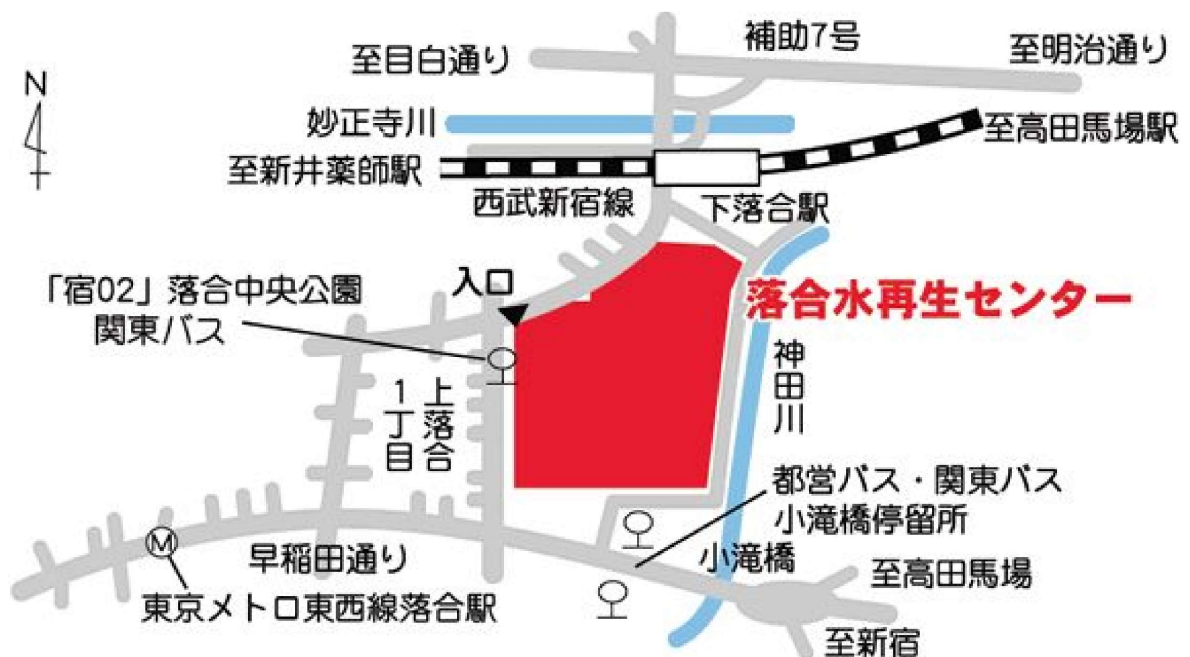 補助7号
至明治通り
至目白通り
N
妙正寺川
至高田馬場駅
至新井薬師駅
西武新宿線
下落合駅
入口
「宿02」落合中央公園
関東バス
落合水再生センター
神田川
上落合
1丁目
都営バス・関東バス
小滝橋停留所
小滝橋
早稲田通り
M
至高田馬場
東京メトロ東西線落合駅
至新宿